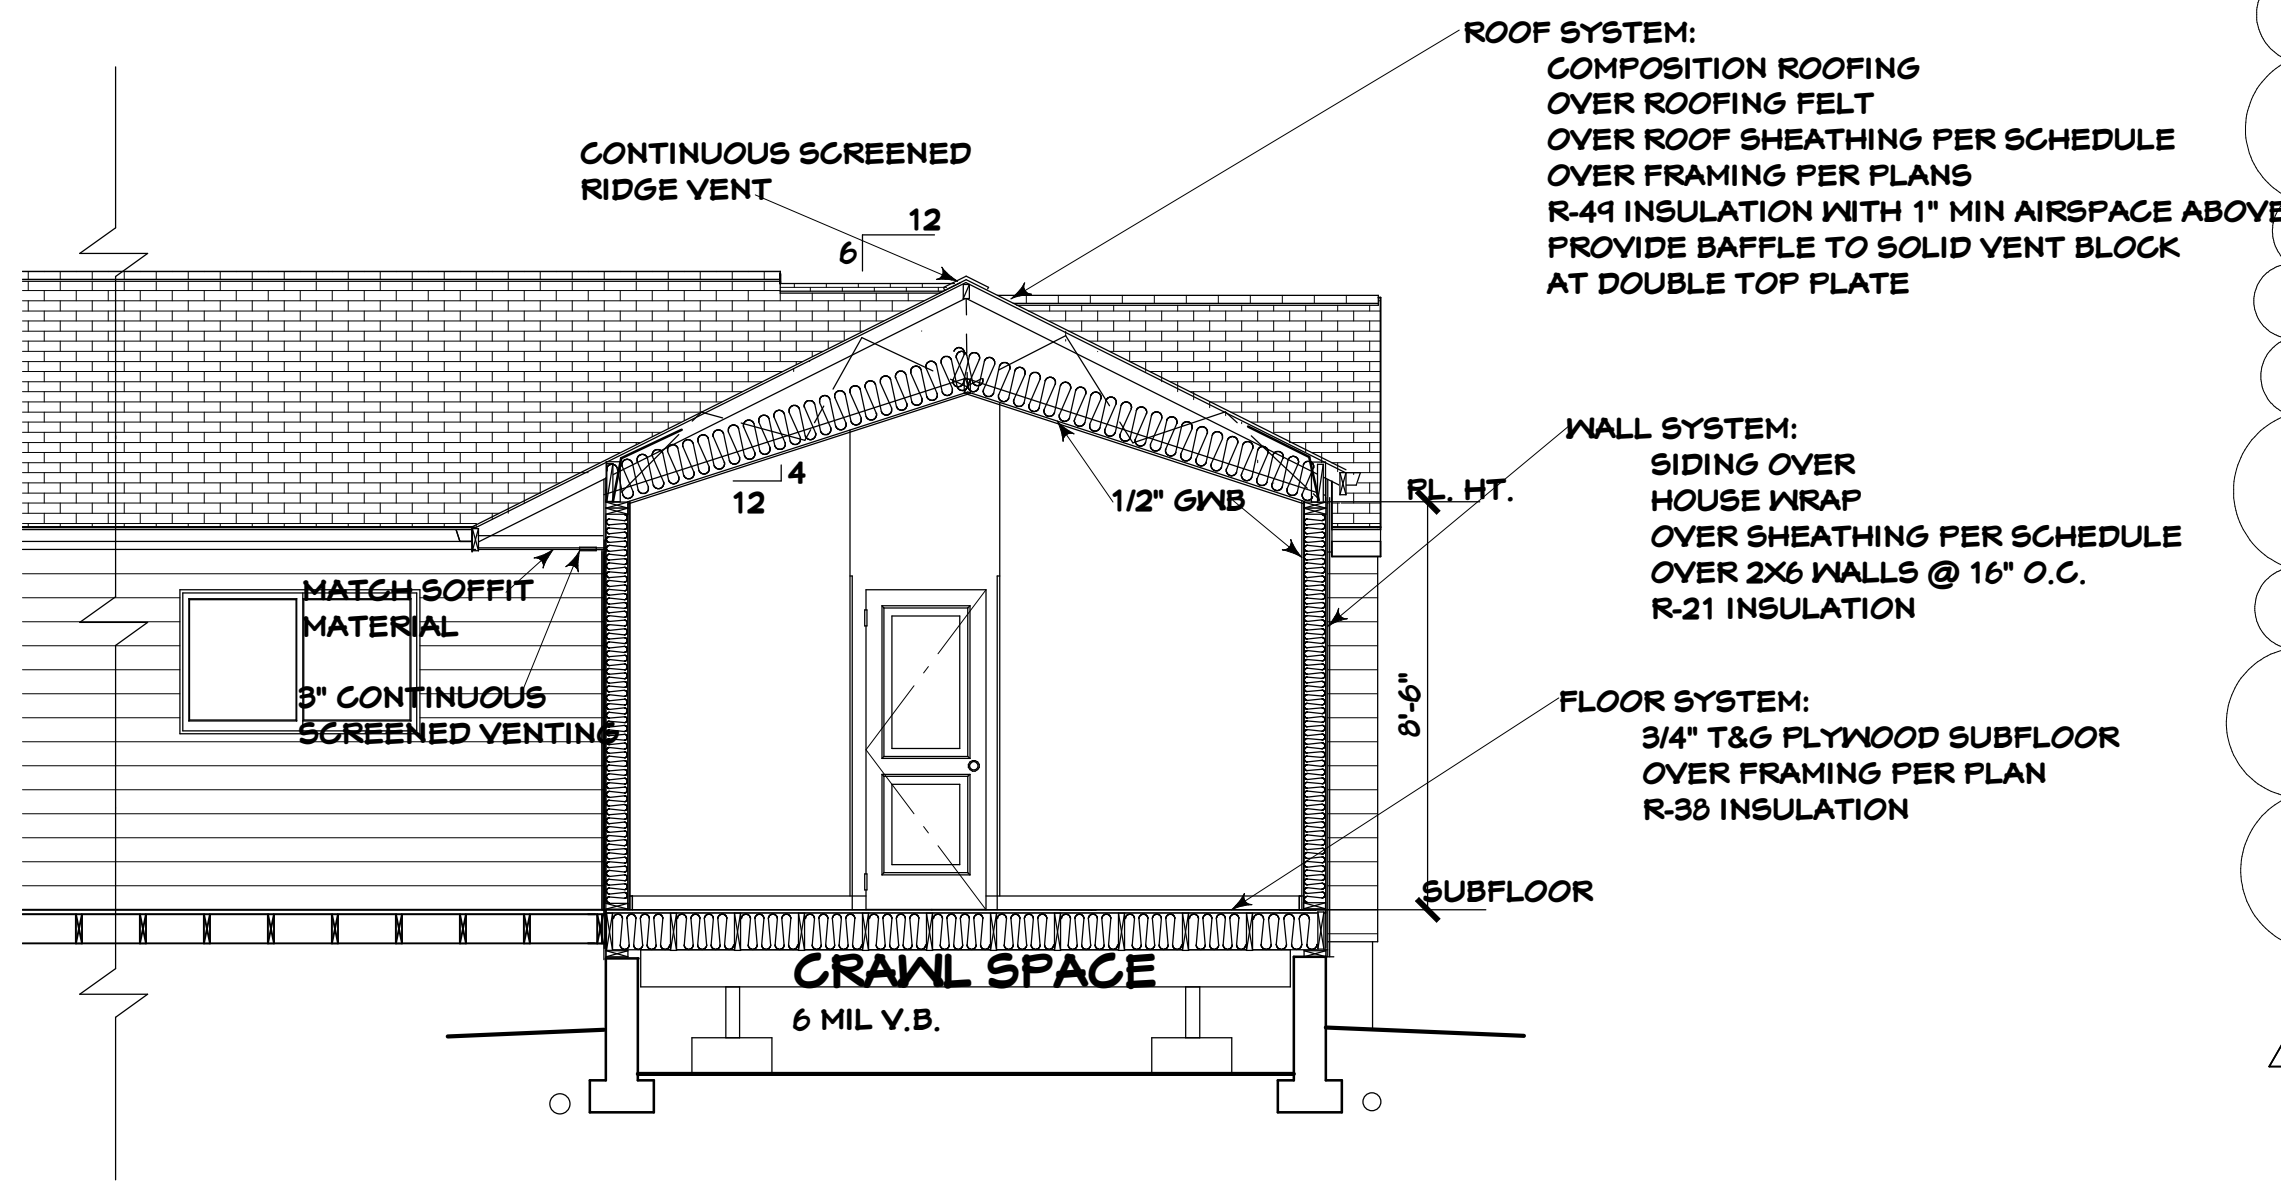 ROOF SYSTEM:
COMPOSITION ROOFING
OVER ROOFING FELT
OVER ROOF SHEATHING PER SCHEDULE
OVER FRAMING PER PLANS
R-49 INSULATION WITH 1" MIN AIRSPACE ABOVE
PROVIDE BAFFLE TO SOLID VENT BLOCK
AT DOUBLE TOP PLATE
CONTINUOUS SCREENED
RIDGE VENT
12
6
4
12
1/2" GWB
PL. HT.
WALL SYSTEM:
SIDING OVER
HOUSE WRAP
OVER SHEATHING PER SCHEDULE
OVER 2X6 WALLS @ 16" O.C.
R-21 INSULATION
MATCH SOFFIT
MATERIAL
3" CONTINUOUS
SCREENED VENTING
8'-6"
FLOOR SYSTEM:
3/4" T&G PLYWOOD SUBFLOOR
OVER FRAMING PER PLAN
R-38 INSULATION
SUBFLOOR
CRAWL SPACE
6 MIL V.B.